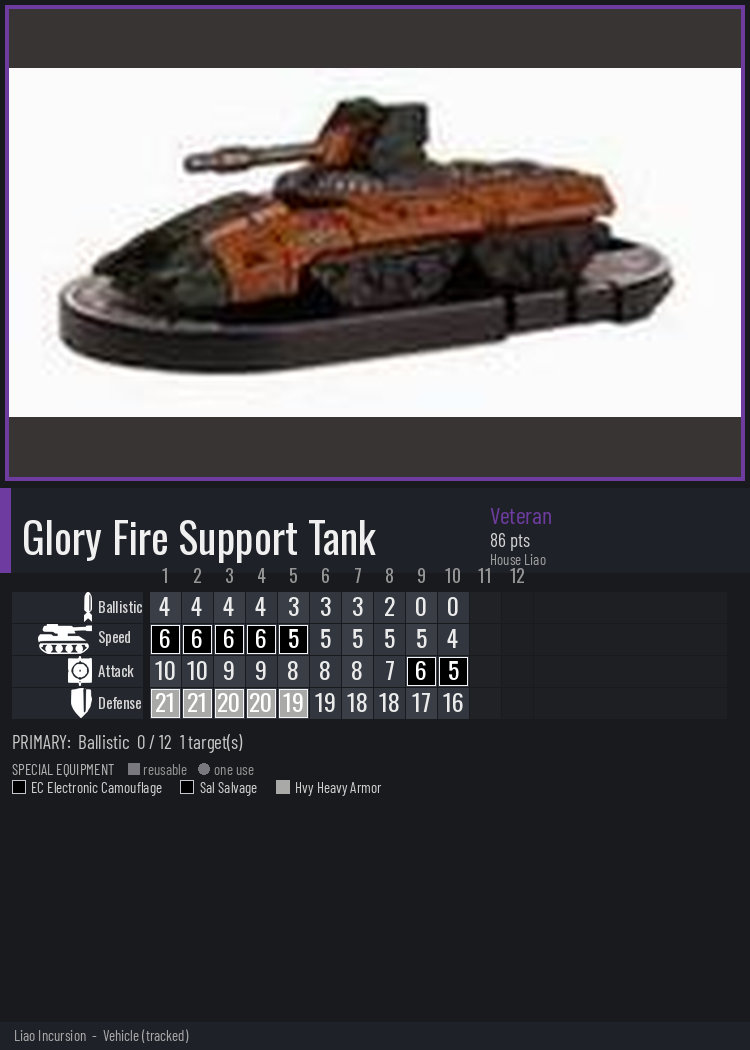 Glory Fire Support Tank
Veteran
86 pts
House Liao
1 2 3 4 5 6 7 8 9 10 11 12
Ballistic 4 4 4 4 3 3 3 2 0 0
Speed 6 6 6 6 5 5 5 5 5 4
Attack 10 10 9 9 8 8 8 7 6 5
Defense 21 21 20 20 19 19 18 18 17 16
PRIMARY: Ballistic 0 / 12 1 target(s)
SPECIAL EQUIPMENT reusable one use
EC Electronic Camouflage Sal Salvage Hvy Heavy Armor
Liao Incursion - Vehicle (tracked)